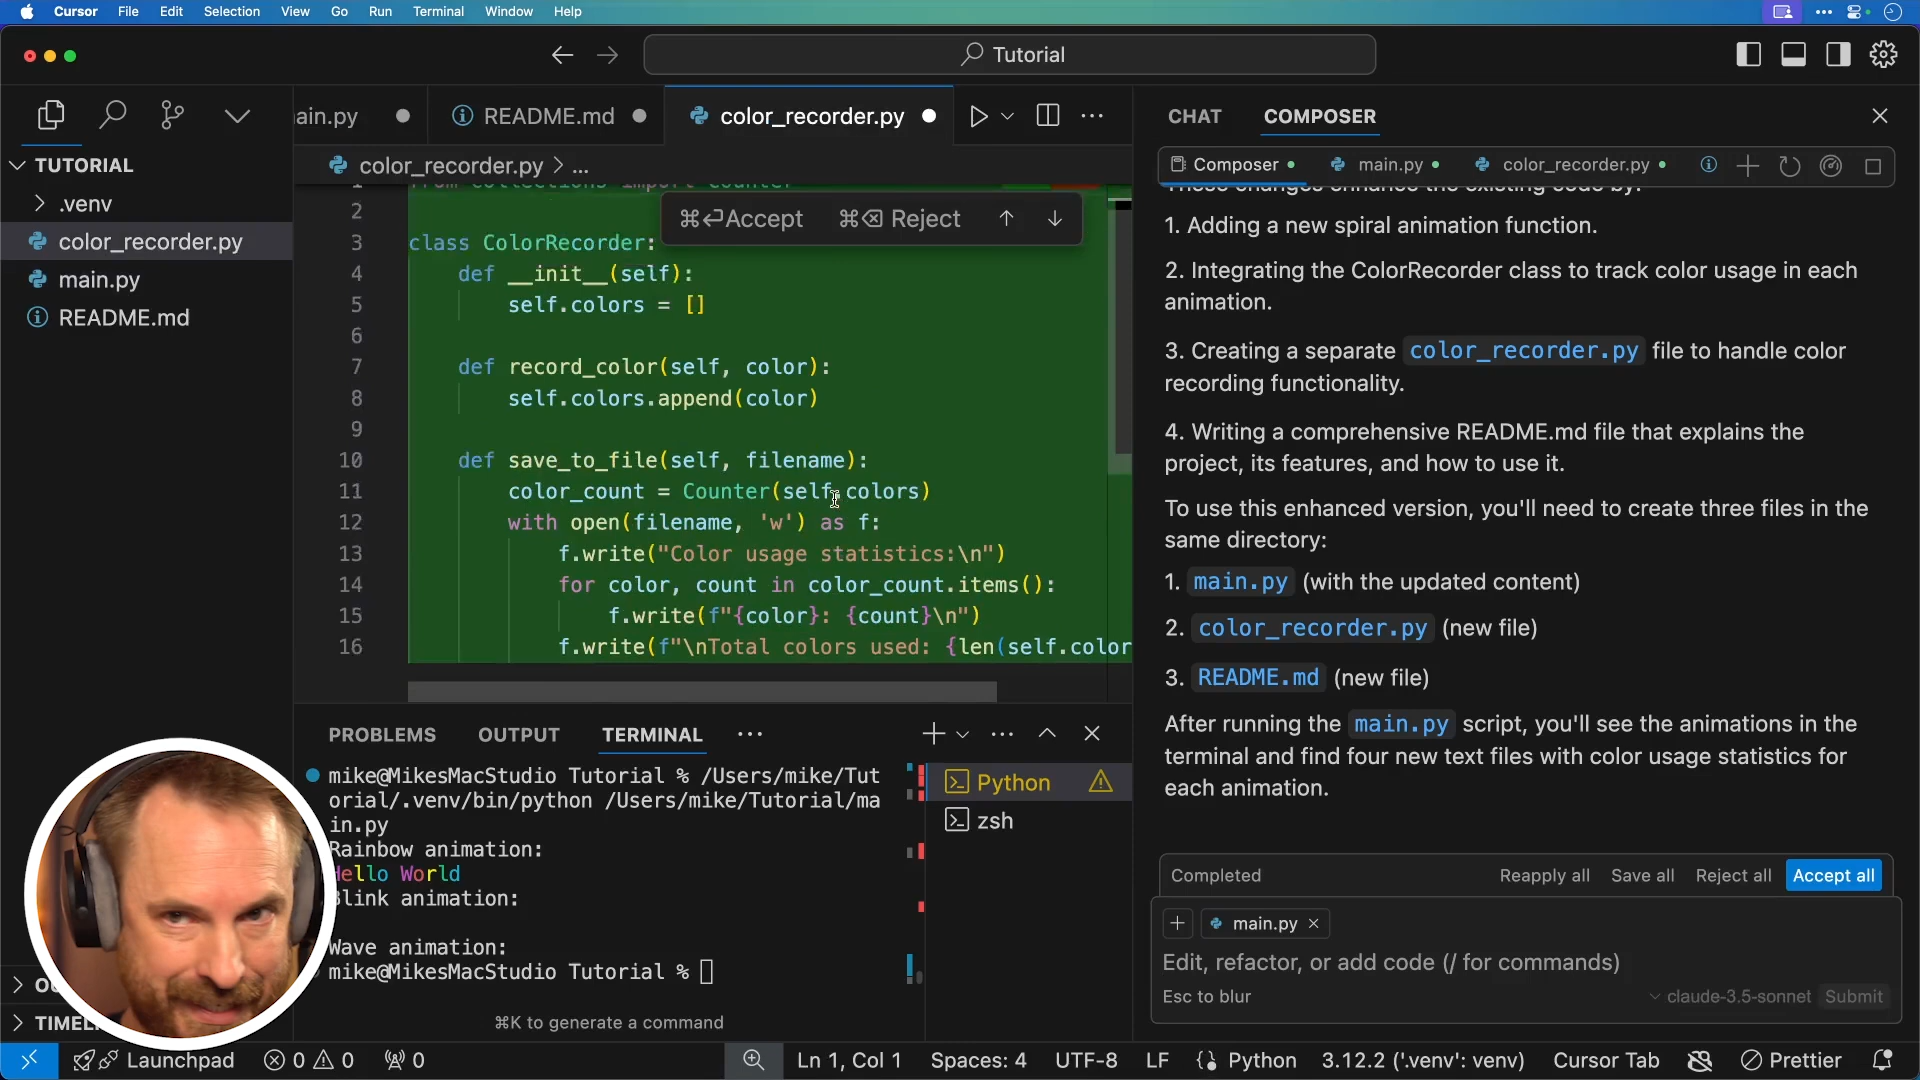 Cursor File Edit Selection View Go Run Terminal Window Help
Tutorial
ain.py README.md color_recorder.py
TUTORIAL
.venv
color_recorder.py
main.py
README.md
color_recorder.py > ...
⌘⏎Accept ⌘⌫ Reject ↑ ↓
1 from collections import Counter
2
3 class ColorRecorder:
4 def __init__(self):
5 self.colors = []
6
7 def record_color(self, color):
8 self.colors.append(color)
9
10 def save_to_file(self, filename):
11 color_count = Counter(self.colors)
12 with open(filename, 'w') as f:
13 f.write("Color usage statistics:\n")
14 for color, count in color_count.items():
15 f.write(f"{color}: {count}\n")
16 f.write(f"\nTotal colors used: {len(self.color
PROBLEMS OUTPUT TERMINAL ...
mike@MikesMacStudio Tutorial % /Users/mike/Tut
orial/.venv/bin/python /Users/mike/Tutorial/ma
in.py
Rainbow animation:
Hello World
Blink animation:
Wave animation:
mike@MikesMacStudio Tutorial %
⌘K to generate a command
Python
zsh
CHAT COMPOSER
Composer main.py color_recorder.py
These changes enhance the existing code by:
1. Adding a new spiral animation function.
2. Integrating the ColorRecorder class to track color usage in each
animation.
3. Creating a separate color_recorder.py file to handle color
recording functionality.
4. Writing a comprehensive README.md file that explains the
project, its features, and how to use it.
To use this enhanced version, you'll need to create three files in the
same directory:
1. main.py (with the updated content)
2. color_recorder.py (new file)
3. README.md (new file)
After running the main.py script, you'll see the animations in the
terminal and find four new text files with color usage statistics for
each animation.
Completed Reapply all Save all Reject all Accept all
+ main.py ×
Edit, refactor, or add code (/ for commands)
Esc to blur claude-3.5-sonnet Submit
OU
TIMEL
Launchpad 0 0 0 Ln 1, Col 1 Spaces: 4 UTF-8 LF Python 3.12.2 ('.venv': venv) Cursor Tab Prettier